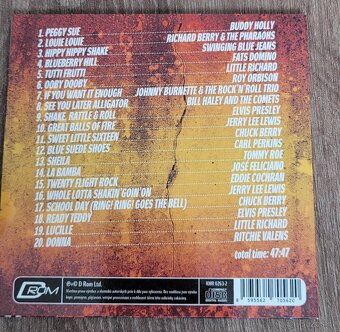 1. PEGGY SUE BUDDY HOLLY
2. LOUIE LOUIE RICHARD BERRY & THE PHARAOHS
3. HIPPY HIPPY SHAKE SWINGING BLUE JEANS
4. BLUEBERRY HILL FATS DOMINO
5. TUTTI FRUTTI LITTLE RICHARD
6. OOBY DOOBY ROY ORBISON
7. IF YOU WANT IT ENOUGH JOHNNY BURNETTE & THE ROCK'N'ROLL TRIO
8. SEE YOU LATER ALLIGATOR BILL HALEY AND THE COMETS
9. SHAKE, RATTLE & ROLL ELVIS PRESLEY
10. GREAT BALLS OF FIRE JERRY LEE LEWIS
11. SWEET LITTLE SIXTEEN CHUCK BERRY
12. BLUE SUEDE SHOES CARL PERKINS
13. SHEILA TOMMY ROE
14. LA BAMBA JOSÉ FELICIANO
15. TWENTY FLIGHT ROCK EDDIE COCHRAN
16. WHOLE LOTTA SHAKIN'GOIN'ON JERRY LEE LEWIS
17. SCHOOL DAY (RING! RING! GOES THE BELL) CHUCK BERRY
18. READY TEDDY ELVIS PRESLEY
19. LUCILLE LITTLE RICHARD
20. DONNA RITCHIE VALENS
total time: 47:47
CROM
℗+© D Rom Ltd.
COMPACT disc DIGITAL AUDIO